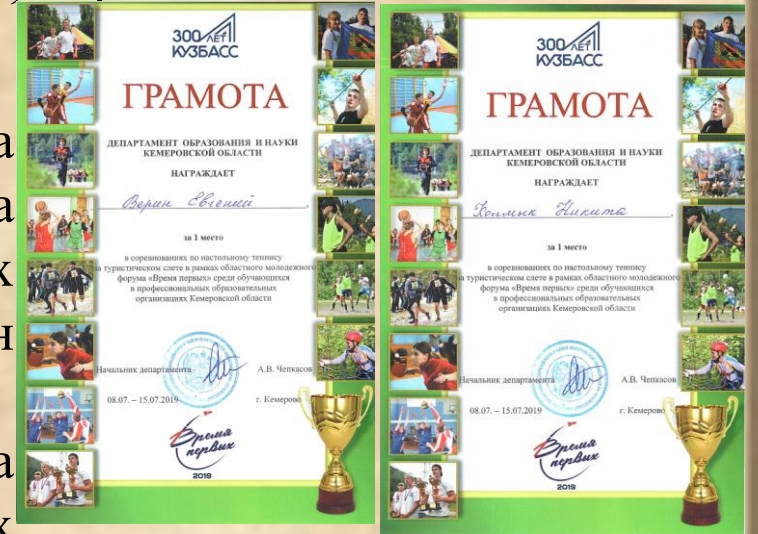 а
а
х
н
а
х
300 ЛЕТ
КУЗБАСС
ГРАМОТА
ДЕПАРТАМЕНТ ОБРАЗОВАНИЯ И НАУКИ
КЕМЕРОВСКОЙ ОБЛАСТИ
НАГРАЖДАЕТ
Верин Евгений
за 1 место
в соревнованиях по настольному теннису
на туристическом слете в рамках областного молодежного
форума «Время первых» среди обучающихся
в профессиональных образовательных
организациях Кемеровской области
Начальник департамента А.В. Чепкасов
08.07. – 15.07.2019 г. Кемерово
Время
первых
2019
300 ЛЕТ
КУЗБАСС
ГРАМОТА
ДЕПАРТАМЕНТ ОБРАЗОВАНИЯ И НАУКИ
КЕМЕРОВСКОЙ ОБЛАСТИ
НАГРАЖДАЕТ
Колмык Никита
за 1 место
в соревнованиях по настольному теннису
на туристическом слете в рамках областного молодежного
форума «Время первых» среди обучающихся
в профессиональных образовательных
организациях Кемеровской области
Начальник департамента А.В. Чепкасов
08.07. – 15.07.2019 г. Кемерово
Время
первых
2019